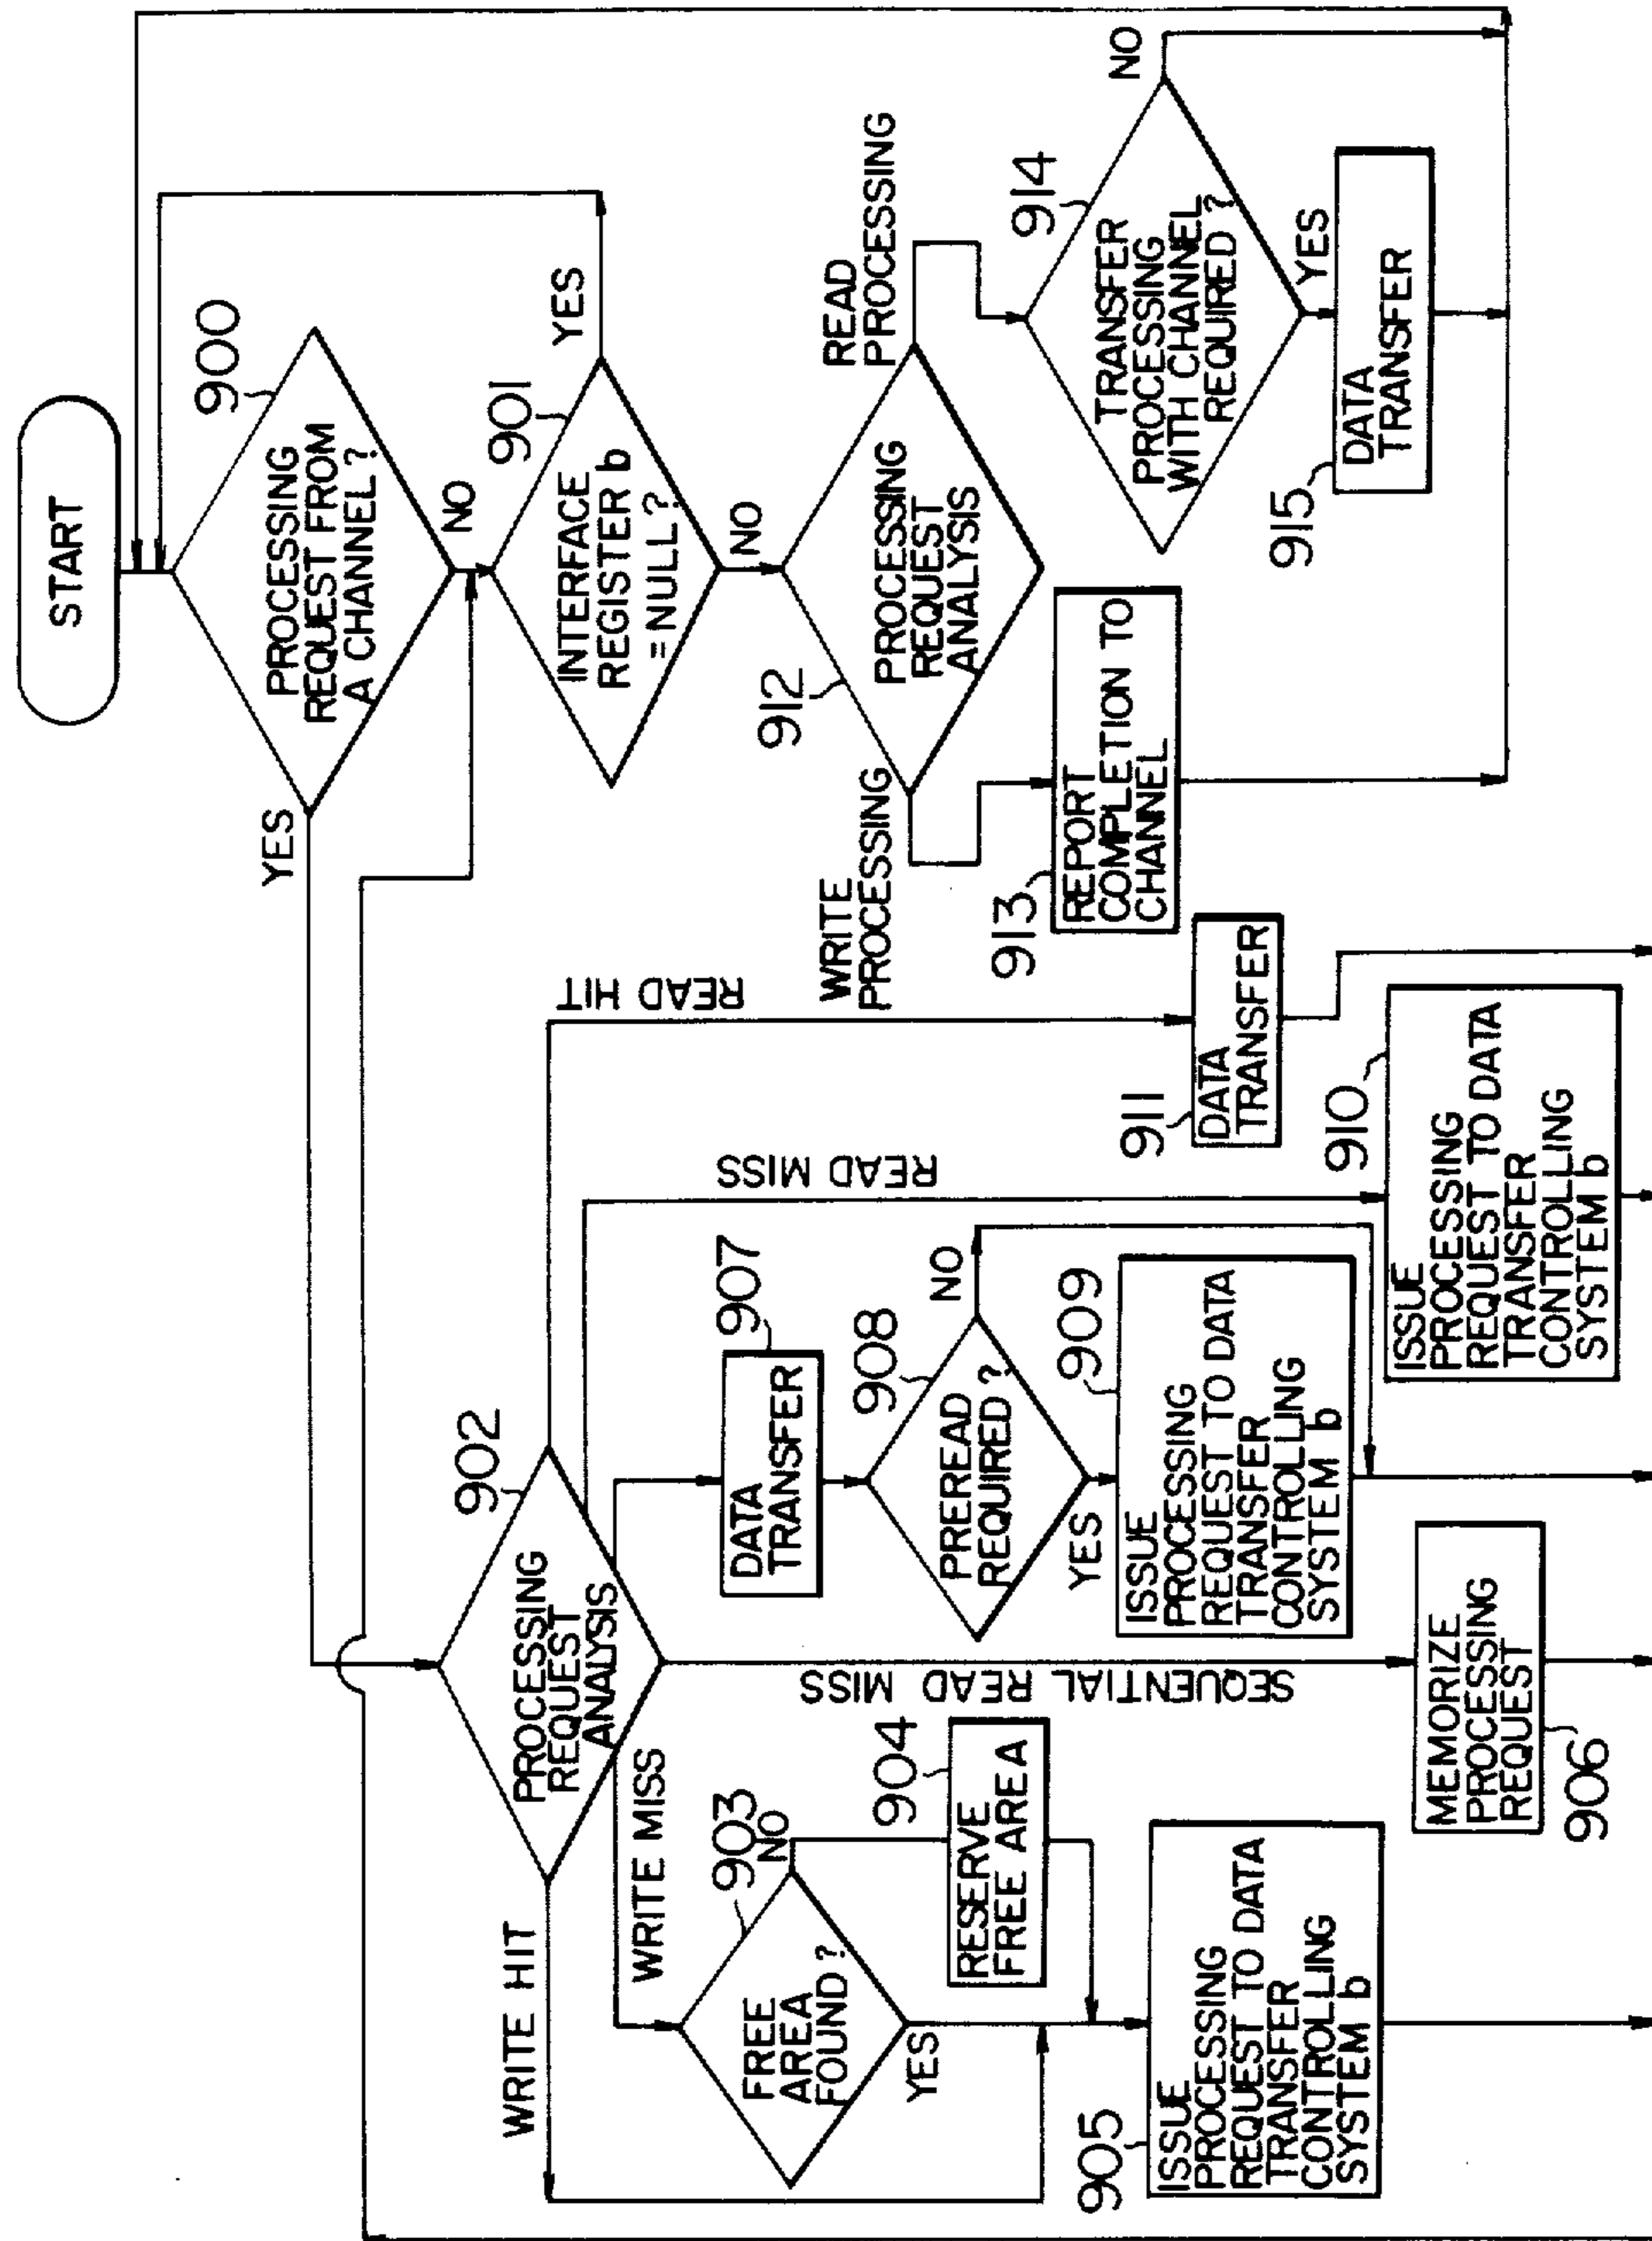 START
900
PROCESSING
REQUEST FROM
A CHANNEL ?
YES
NO
901
INTERFACE
REGISTER b
= NULL ?
YES
NO
902
PROCESSING
REQUEST
ANALYSIS
WRITE HIT
WRITE MISS
SEQUENTIAL READ MISS
READ MISS
READ HIT
903
FREE
AREA
FOUND ?
NO
YES
904
RESERVE
FREE AREA
905
ISSUE
PROCESSING
REQUEST TO DATA
TRANSFER
CONTROLLING
SYSTEM b
906
MEMORIZE
PROCESSING
REQUEST
907
DATA
TRANSFER
908
PREREAD
REQUIRED ?
NO
YES
909
ISSUE
PROCESSING
REQUEST TO DATA
TRANSFER
CONTROLLING
SYSTEM b
910
ISSUE
PROCESSING
REQUEST TO DATA
TRANSFER
CONTROLLING
SYSTEM b
911
DATA
TRANSFER
912
PROCESSING
REQUEST
ANALYSIS
WRITE
PROCESSING
READ
PROCESSING
913
REPORT
COMPLETION TO
CHANNEL
914
TRANSFER
PROCESSING
WITH CHANNEL
REQUIRED ?
NO
YES
915
DATA
TRANSFER